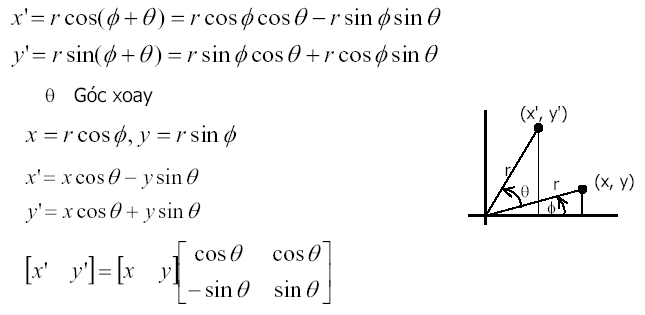 x' = r cos(ϕ + θ) = r cos ϕ cos θ − r sin ϕ sin θ
y' = r sin(ϕ + θ) = r sin ϕ cos θ + r cos ϕ sin θ
θ Góc xoay
x = r cos ϕ, y = r sin ϕ
x' = x cos θ − y sin θ
y' = x cos θ + y sin θ
[x' y'] = [x y] [cos θ cos θ
− sin θ sin θ]
(x', y')
r
θ
r
(x, y)
ϕ